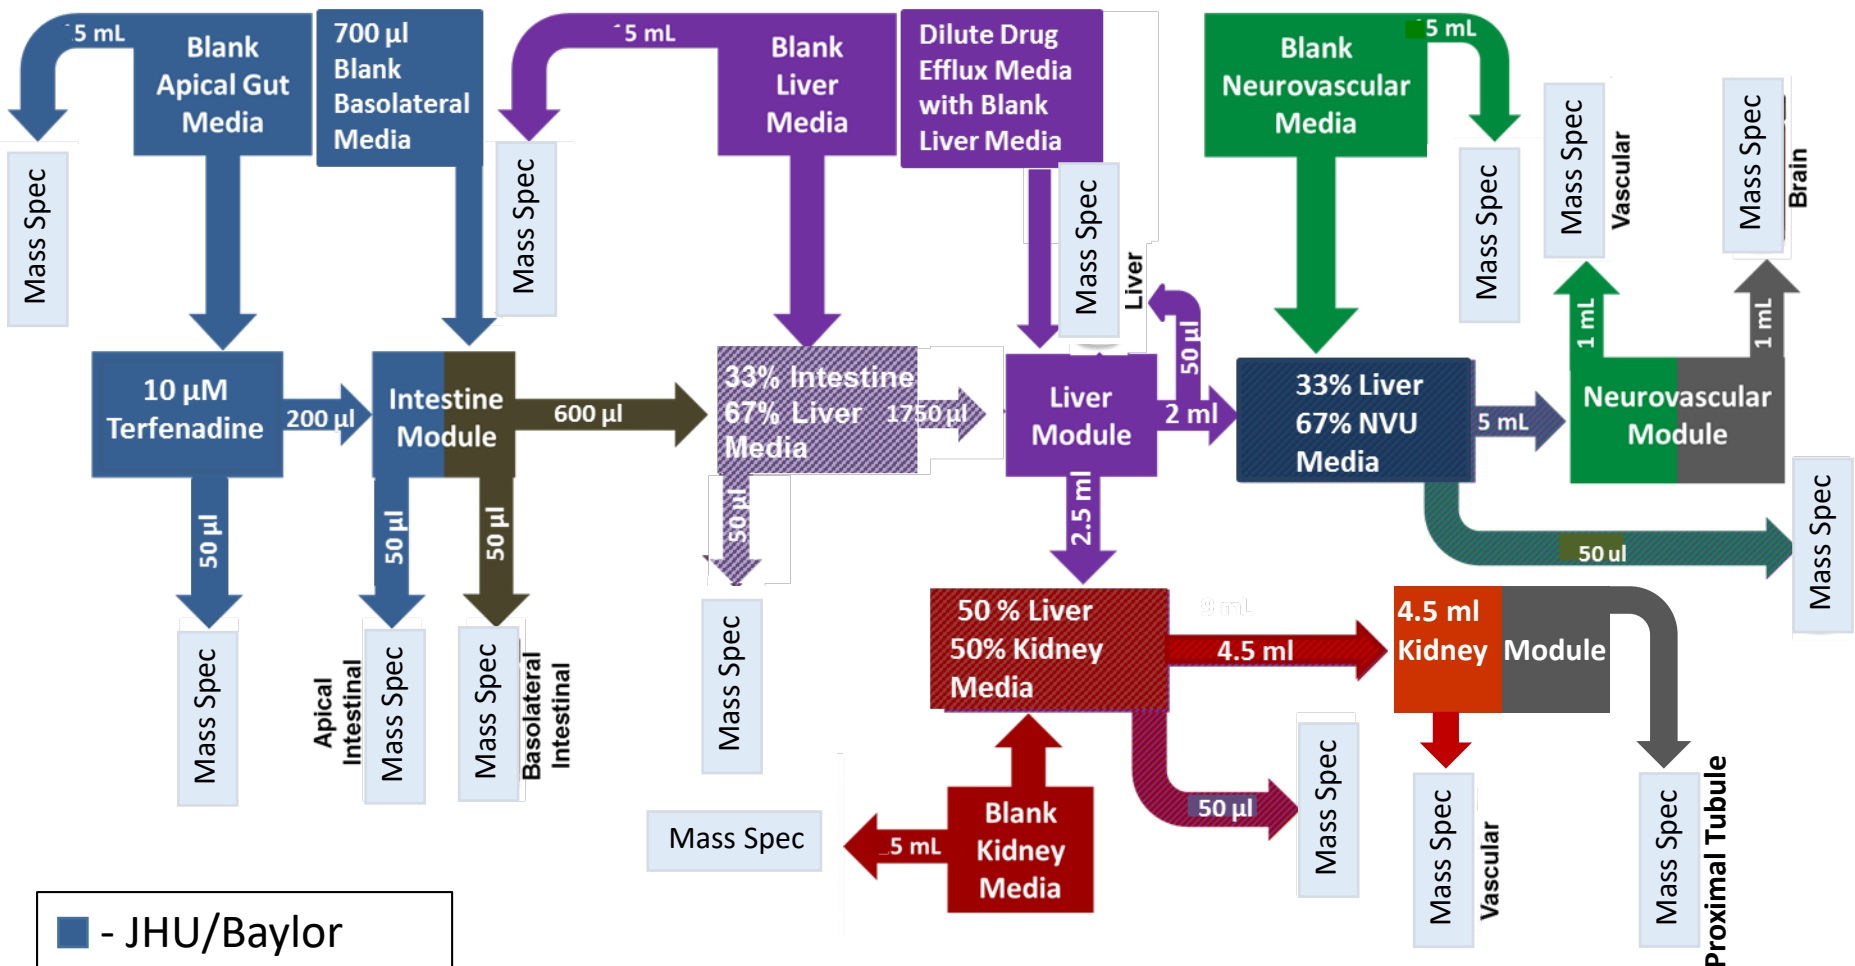 5 mL
Blank
Apical Gut
Media
700 µl
Blank
Basolateral
Media
5 mL
Blank
Liver
Media
Dilute Drug
Efflux Media
with Blank
Liver Media
Blank
Neurovascular
Media
5 mL
Mass Spec
Mass Spec
Mass Spec
Liver
Mass Spec
Mass Spec
Vascular
Mass Spec
Brain
10 µM
Terfenadine
200 µl
Intestine
Module
600 µl
33% Intestine
67% Liver
Media
1750 µl
Liver
Module
50 µl
2 ml
33% Liver
67% NVU
Media
5 mL
1 mL
1 mL
Neurovascular
Module
50 µl
50 µl
50 µl
50 µl
2.5 ml
50 ul
Mass Spec
Mass Spec
Apical
Intestinal
Mass Spec
Mass Spec
Basolateral
Intestinal
Mass Spec
50 % Liver
50% Kidney
Media
9 mL
4.5 ml
4.5 ml
Kidney Module
50 µl
Mass Spec
Mass Spec
5 mL
Blank
Kidney
Media
Mass Spec
Vascular
Mass Spec
Proximal Tubule
- JHU/Baylor